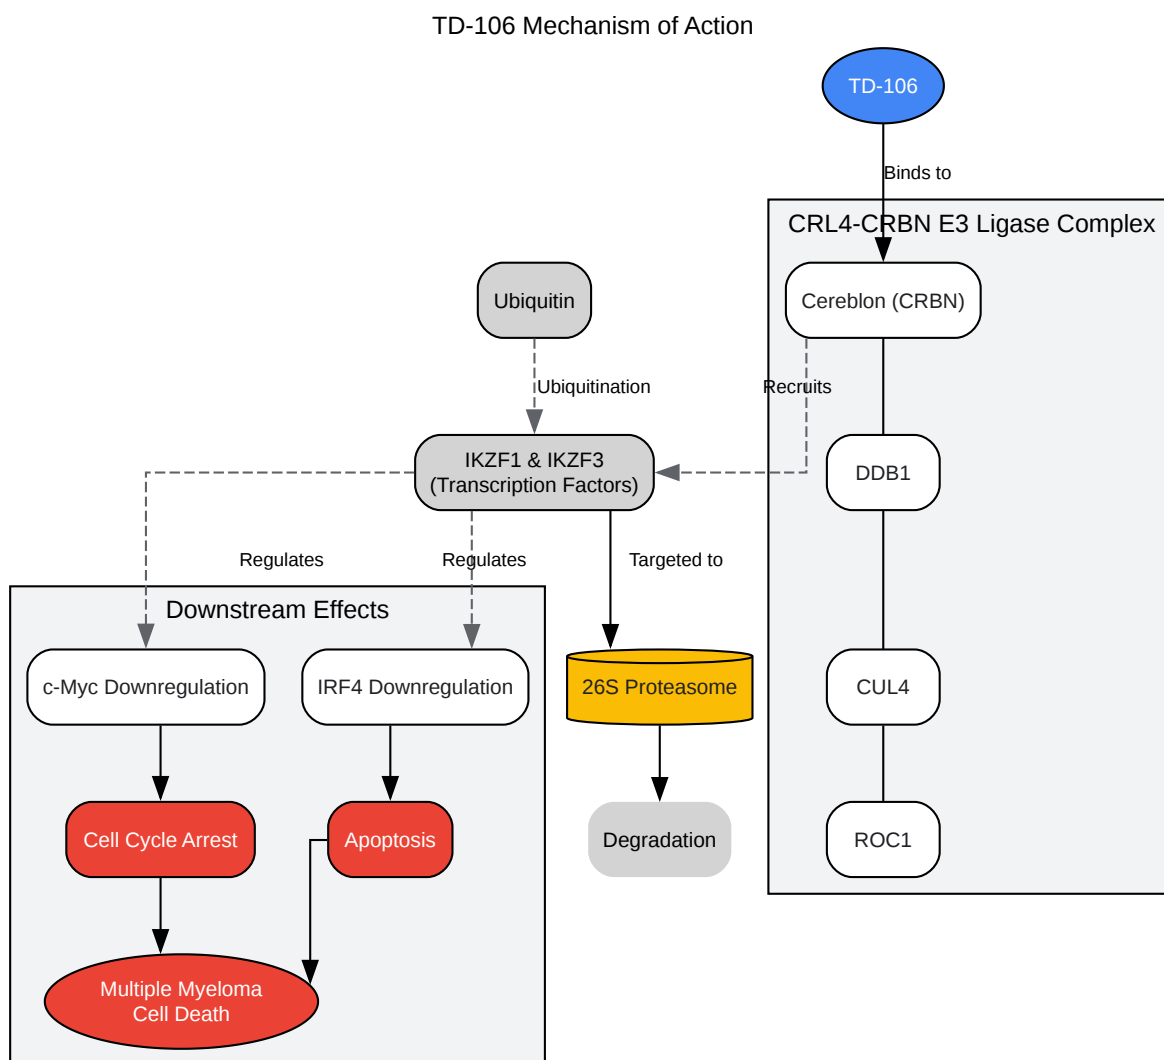 TD-106 Mechanism of Action
TD-106
Binds to
CRL4-CRBN E3 Ligase Complex
Ubiquitin
Cereblon (CRBN)
Ubiquitination
Recruits
IKZF1 & IKZF3
(Transcription Factors)
DDB1
Regulates
Regulates
Targeted to
Downstream Effects
c-Myc Downregulation
IRF4 Downregulation
26S Proteasome
CUL4
Cell Cycle Arrest
Apoptosis
Degradation
ROC1
Multiple Myeloma
Cell Death